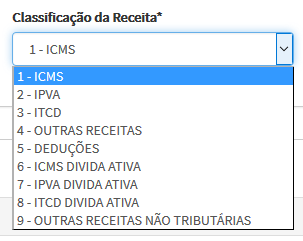 Classificação da Receita*
1 - ICMS
1 - ICMS
2 - IPVA
3 - ITCD
4 - OUTRAS RECEITAS
5 - DEDUÇÕES
6 - ICMS DIVIDA ATIVA
7 - IPVA DIVIDA ATIVA
8 - ITCD DIVIDA ATIVA
9 - OUTRAS RECEITAS NÃO TRIBUTÁRIAS